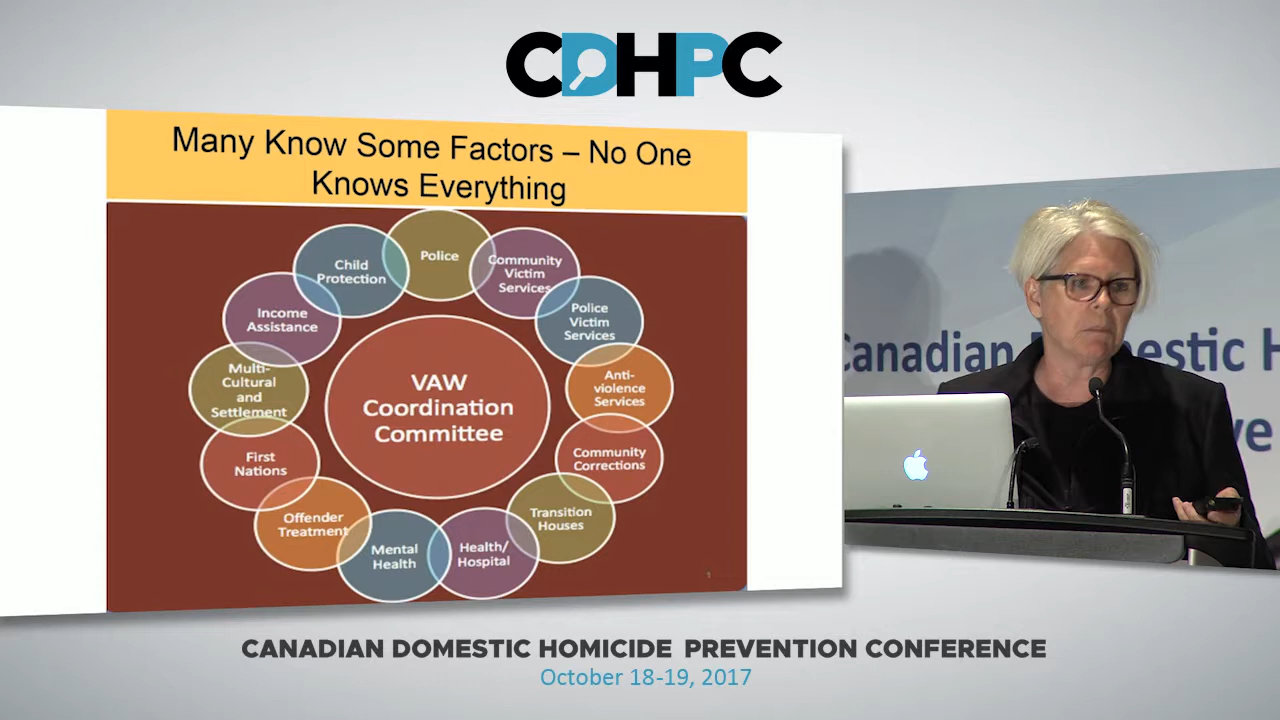 CDHPC
Many Know Some Factors – No One
Knows Everything
Police
Community
Victim
Services
Police
Victim
Services
Anti-
violence
Services
Community
Corrections
Transition
Houses
Health/
Hospital
Mental
Health
Offender
Treatment
First
Nations
Multi-
Cultural
and
Settlement
Income
Assistance
Child
Protection
VAW
Coordination
Committee
1
Canadian Domestic H
ve
CANADIAN DOMESTIC HOMICIDE PREVENTION CONFERENCE
October 18-19, 2017